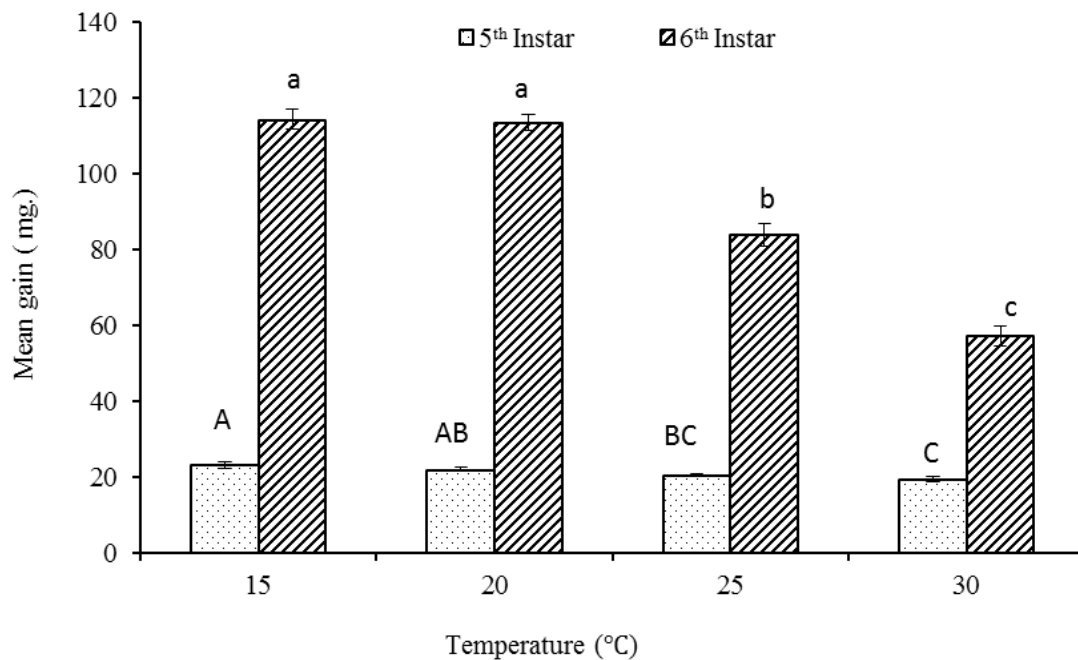 140
120
100
80
60
40
20
0
Mean gain ( mg.)
5th Instar 6th Instar
a
a
b
c
A
AB
BC
C
15 20 25 30
Temperature (°C)